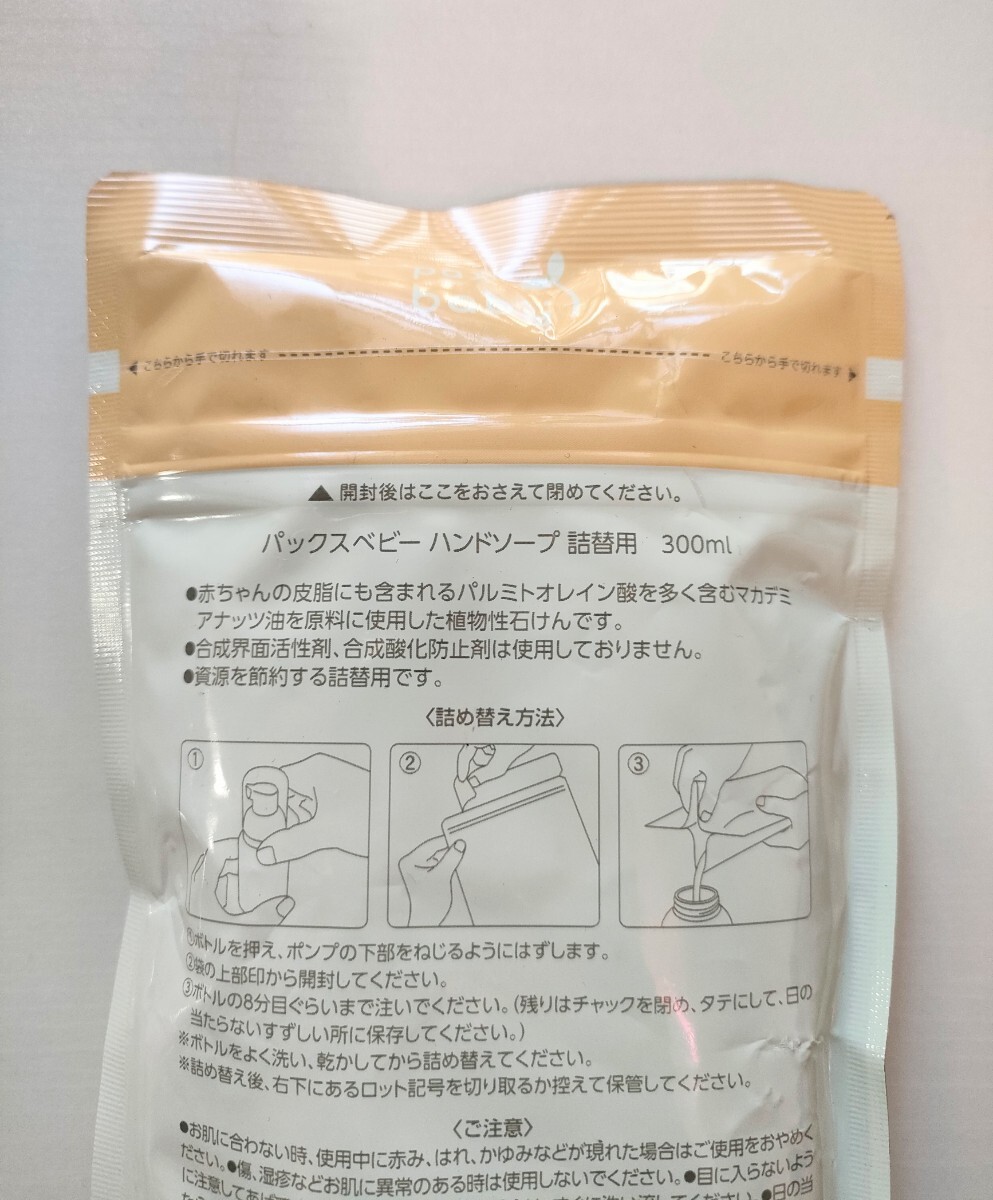 こちらから手で切れます
こちらから手で切れます
▲ 開封後はここをおさえて閉めてください。
パックスベビー ハンドソープ 詰替用 300ml
●赤ちゃんの皮脂にも含まれるパルミトオレイン酸を多く含むマカデミ
アナッツ油を原料に使用した植物性石けんです。
●合成界面活性剤、合成酸化防止剤は使用しておりません。
●資源を節約する詰替用です。
〈詰め替え方法〉
① ② ③
①ボトルを押え、ポンプの下部をねじるようにはずします。
②袋の上部印から開封してください。
③ボトルの8分目ぐらいまで注いでください。(残りはチャックを閉め、タテにして、日の
当たらないすずしい所に保存してください。)
※ボトルをよく洗い、乾かしてから詰め替えてください。
※詰め替え後、右下にあるロット記号を切り取るか控えて保管してください。
〈ご注意〉
●お肌に合わない時、使用中に赤み、はれ、かゆみなどが現れた場合はご使用をおやめく
ださい。●傷、湿疹などお肌に異常のある時は使用しないでください。●目に入らないよう
に注意してあげ
●日の当